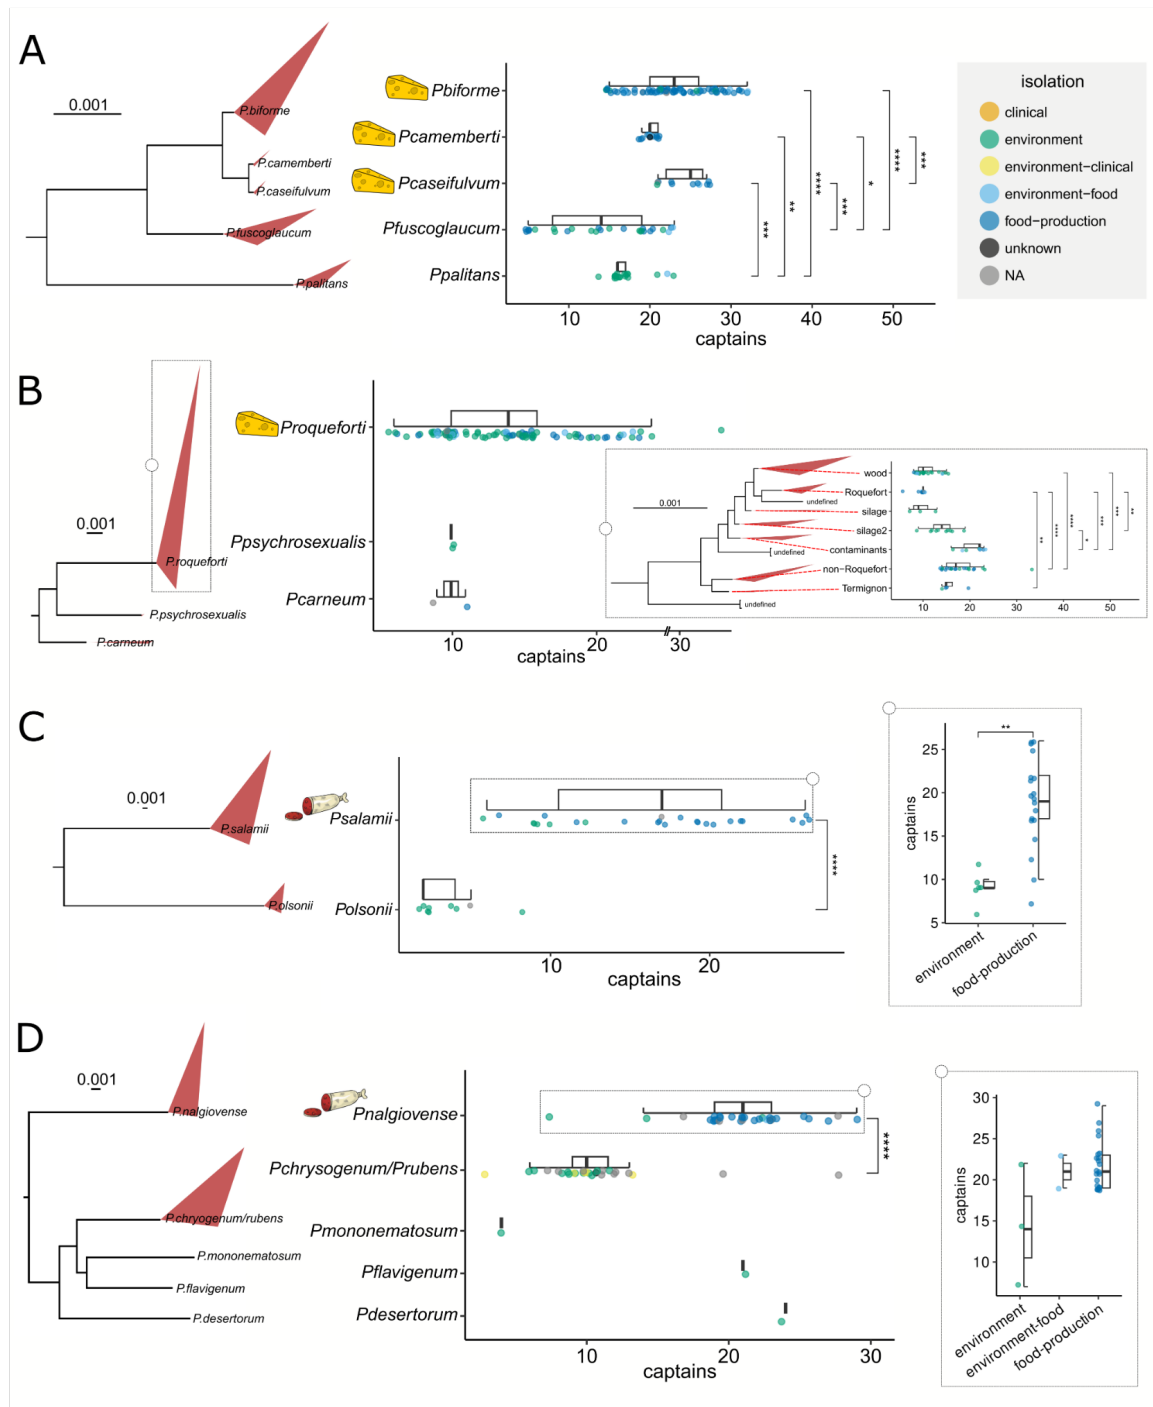 A
0.001
P.biforme
P.camemberti
P.caseifulvum
P.fuscoglaucum
P.palitans
Pbiforme
Pcamemberti
Pcaseifulvum
Pfuscoglaucum
Ppalitans
10 20 30 40 50
captains
*** ** **** *** * **** ***
isolation
clinical
environment
environment-clinical
environment-food
food-production
unknown
NA
B
0.001
P.roqueforti
P.psychrosexualis
P.carneum
Proqueforti
Ppsychrosexualis
Pcarneum
10 20 30
captains
0.001
undefined
undefined
undefined
wood
Roquefort
silage
silage2
contaminants
non-Roquefort
Termignon
10 20 30 40 50
** **** **** * *** *** **
C
0.001
P.salamii
P.olsonii
Psalamii
Polsonii
10 20
captains
****
**
25
20
15
10
5
captains
environment
food-production
D
0.001
P.nalgiovense
P.chryogenum/rubens
P.mononematosum
P.flavigenum
P.desertorum
Pnalgiovense
Pchrysogenum/Prubens
Pmononematosum
Pflavigenum
Pdesertorum
10 20 30
captains
****
30
25
20
15
10
captains
environment
environment-food
food-production